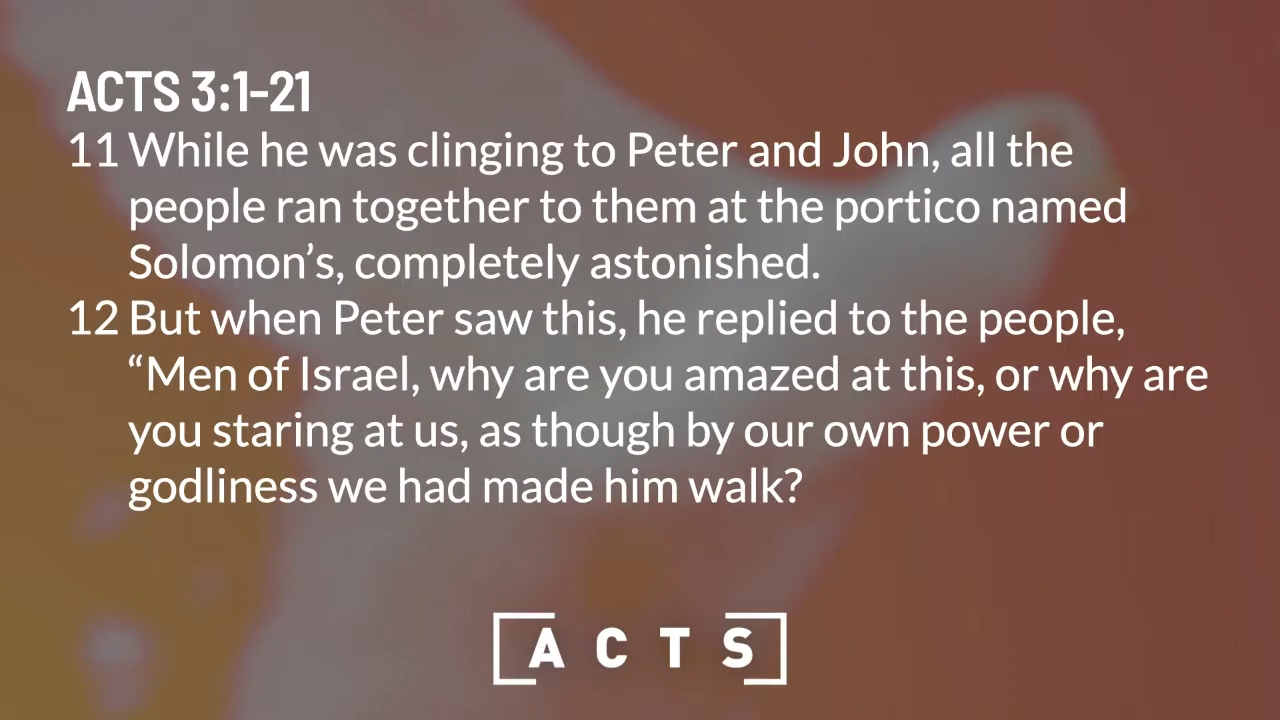 ACTS 3:1-21
11 While he was clinging to Peter and John, all the
people ran together to them at the portico named
Solomon’s, completely astonished.
12 But when Peter saw this, he replied to the people,
“Men of Israel, why are you amazed at this, or why are
you staring at us, as though by our own power or
godliness we had made him walk?
ACTS